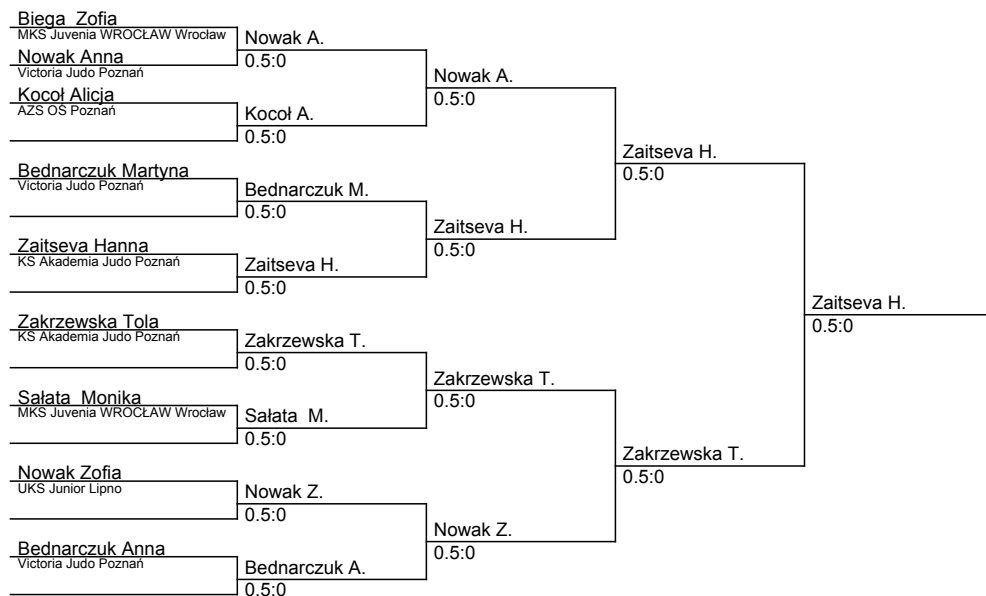 Biega  Zofia
MKS Juvenia WROCŁAW Wrocław
Nowak Anna
Victoria Judo Poznań
Kocoł Alicja
AZS OŚ Poznań
Bednarczuk Martyna
Victoria Judo Poznań
Zaitseva Hanna
KS Akademia Judo Poznań
Zakrzewska Tola
KS Akademia Judo Poznań
Sałata  Monika
MKS Juvenia WROCŁAW Wrocław
Nowak Zofia
UKS Junior Lipno
Bednarczuk Anna
Victoria Judo Poznań
Nowak A.
0.5:0
Kocoł A.
0.5:0
Bednarczuk M.
0.5:0
Zaitseva H.
0.5:0
Zakrzewska T.
0.5:0
Sałata  M.
0.5:0
Nowak Z.
0.5:0
Bednarczuk A.
0.5:0
Nowak A.
0.5:0
Zaitseva H.
0.5:0
Zakrzewska T.
0.5:0
Nowak Z.
0.5:0
Zaitseva H.
0.5:0
Zakrzewska T.
0.5:0
Zaitseva H.
0.5:0